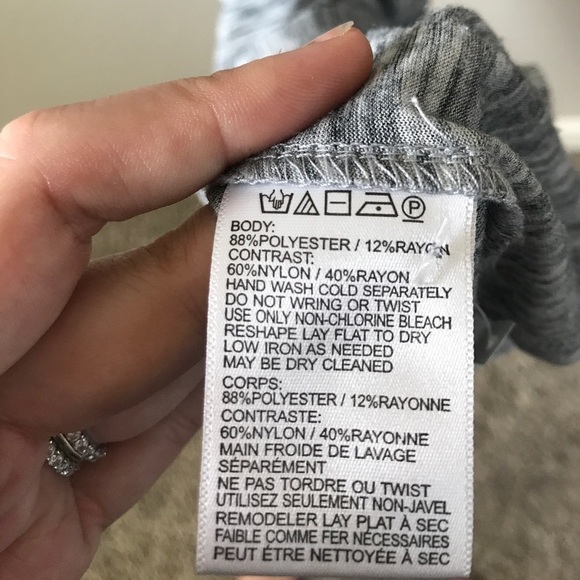 BODY:
88%POLYESTER / 12%RAYON
CONTRAST:
60%NYLON / 40%RAYON
HAND WASH COLD SEPARATELY
DO NOT WRING OR TWIST
USE ONLY NON-CHLORINE BLEACH
RESHAPE LAY FLAT TO DRY
LOW IRON AS NEEDED
MAY BE DRY CLEANED
CORPS:
88%POLYESTER / 12%RAYONNE
CONTRASTE:
60%NYLON / 40%RAYONNE
MAIN FROIDE DE LAVAGE
SÉPARÉMENT
NE PAS TORDRE OU TWIST
UTILISEZ SEULEMENT NON-JAVEL
REMODELER LAY PLAT À SEC
FAIBLE COMME FER NÉCESSAIRES
PEUT ÉTRE NETTOYÉE À SEC